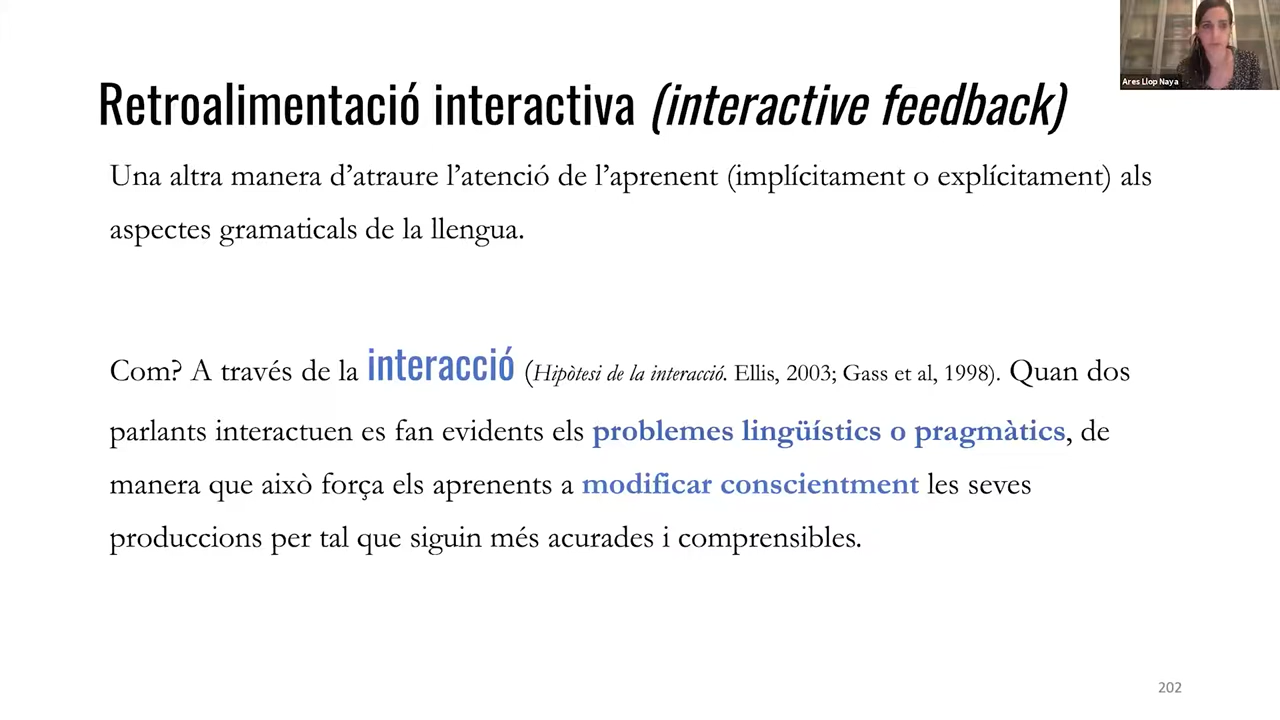 Ares Llop Naya
Retroalimentació interactiva (interactive feedback)
Una altra manera d’atraure l’atenció de l’aprenent (implícitament o explícitament) als
aspectes gramaticals de la llengua.
Com? A través de la interacció (Hipòtesi de la interacció. Ellis, 2003; Gass et al, 1998). Quan dos
parlants interactuen es fan evidents els problemes lingüístics o pragmàtics, de
manera que això força els aprenents a modificar conscientment les seves
produccions per tal que siguin més acurades i comprensibles.
202